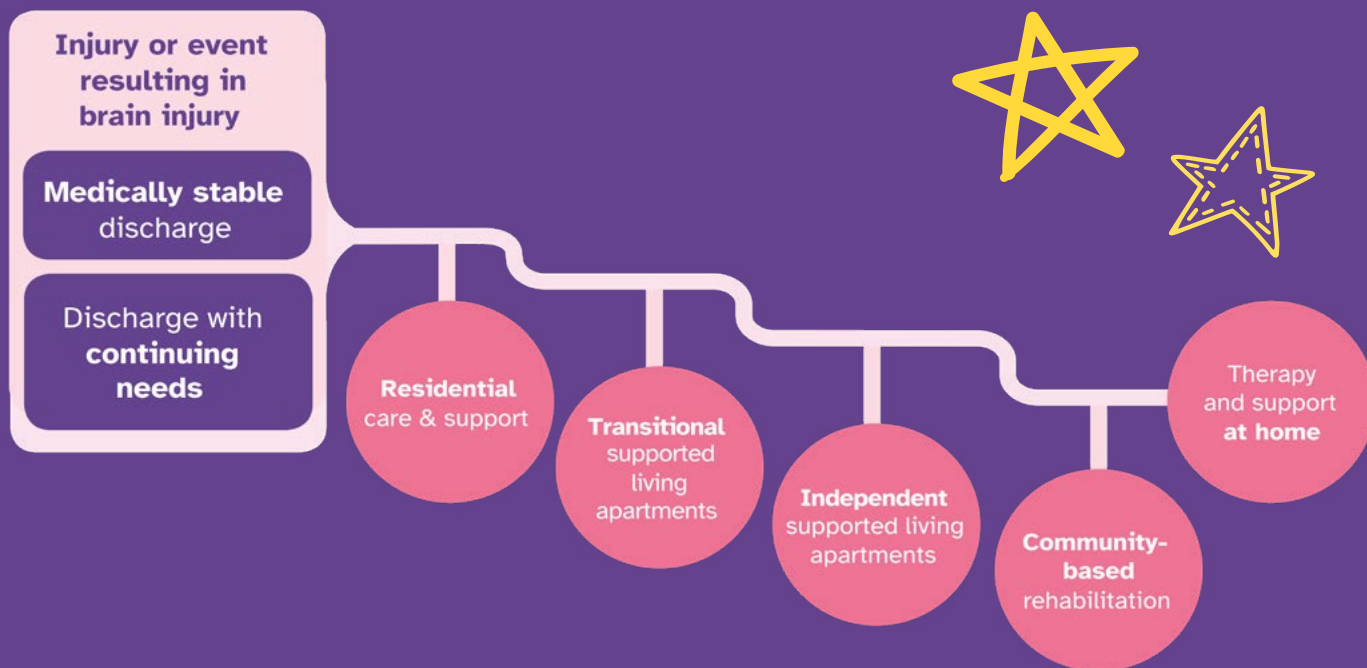 Injury or event
resulting in
brain injury
Medically stable
discharge
Discharge with
continuing
needs
Residential
care & support
Transitional
supported
living
apartments
Independent
supported living
apartments
Community-
based
rehabilitation
Therapy
and support
at home